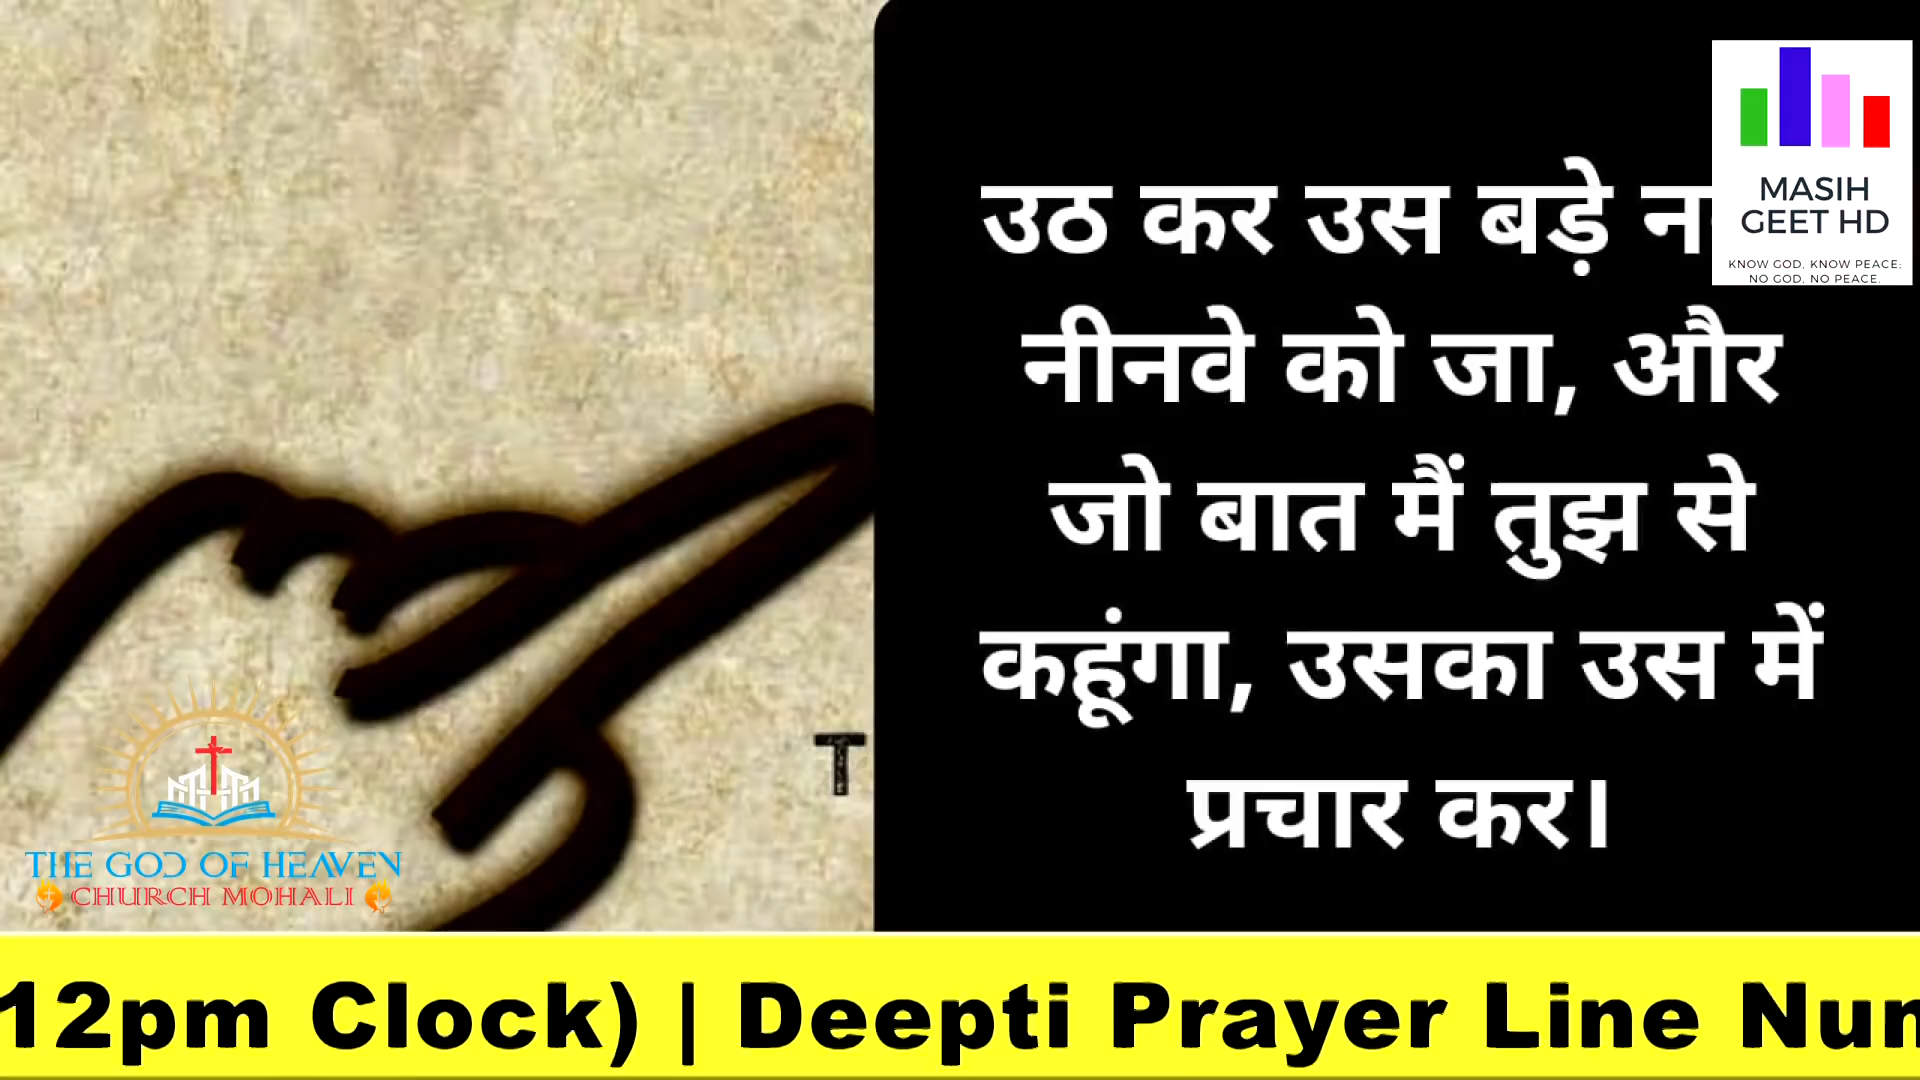 उठ कर उस बड़े
नीनवे को जा, और
जो बात मैं तुझ से
कहूंगा, उसका उस में
प्रचार कर।
MASIH
GEET HD
KNOW GOD, KNOW PEACE;
NO GOD, NO PEACE.
T
THE GOD OF HEAVEN
CHURCH MOHALI
12pm Clock) | Deepti Prayer Line